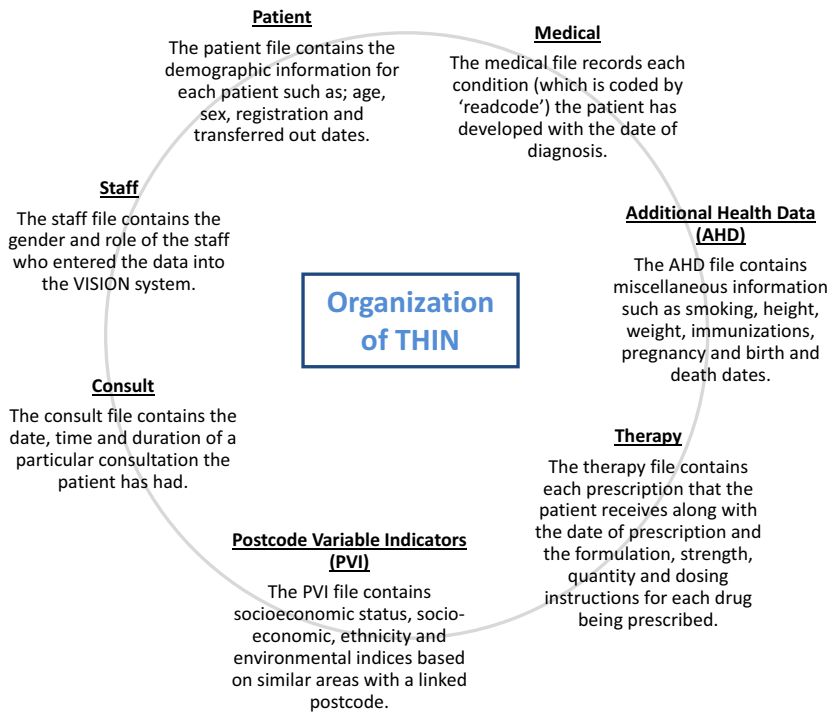 Patient
The patient file contains the
demographic information for
each patient such as; age,
sex, registration and
transferred out dates.
Medical
The medical file records each
condition (which is coded by
‘readcode’) the patient has
developed with the date of
diagnosis.
Additional Health Data
(AHD)
The AHD file contains
miscellaneous information
such as smoking, height,
weight, immunizations,
pregnancy and birth and
death dates.
Therapy
The therapy file contains
each prescription that the
patient receives along with
the date of prescription and
the formulation, strength,
quantity and dosing
instructions for each drug
being prescribed.
Postcode Variable Indicators
(PVI)
The PVI file contains
socioeconomic status, socio-
economic, ethnicity and
environmental indices based
on similar areas with a linked
postcode.
Consult
The consult file contains the
date, time and duration of a
particular consultation the
patient has had.
Staff
The staff file contains the
gender and role of the staff
who entered the data into
the VISION system.
Organization
of THIN